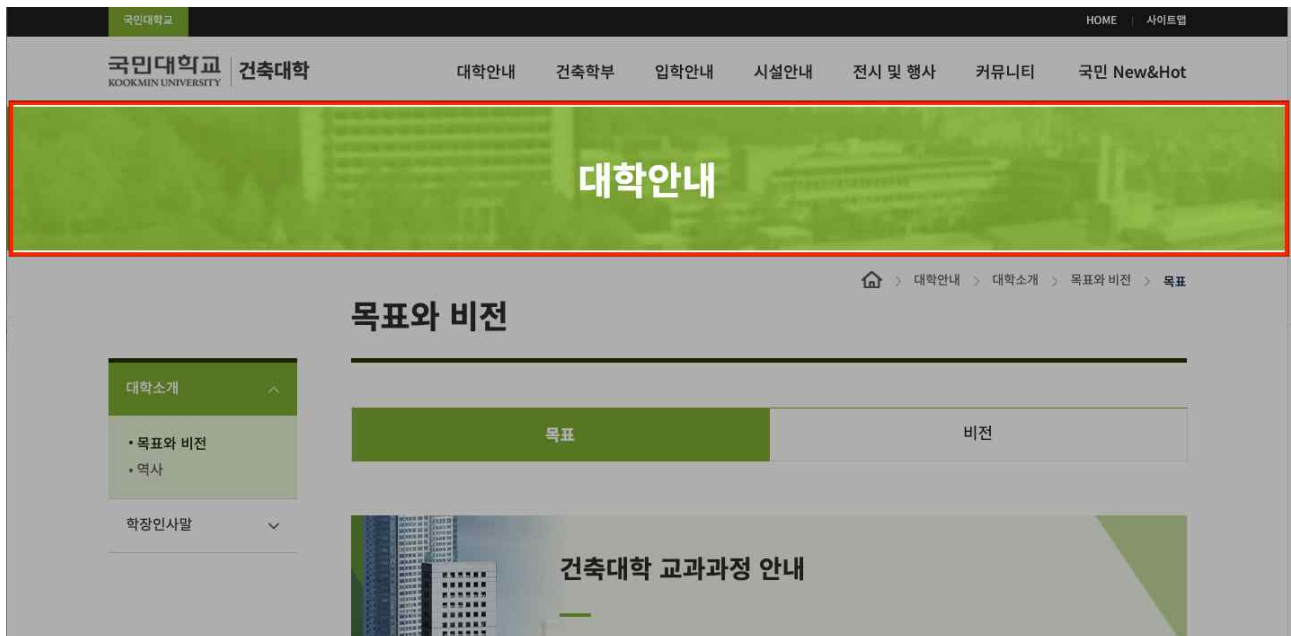 국민대학교
HOME 사이트맵
국민대학교 KOOKMIN UNIVERSITY 건축대학
대학안내 건축학부 입학안내 시설안내 전시 및 행사 커뮤니티 국민 New&Hot
대학안내
> 대학안내 > 대학소개 > 목표와 비전 > 목표
목표와 비전
대학소개
• 목표와 비전
• 역사
학장인사말
목표 비전
건축대학 교과과정 안내